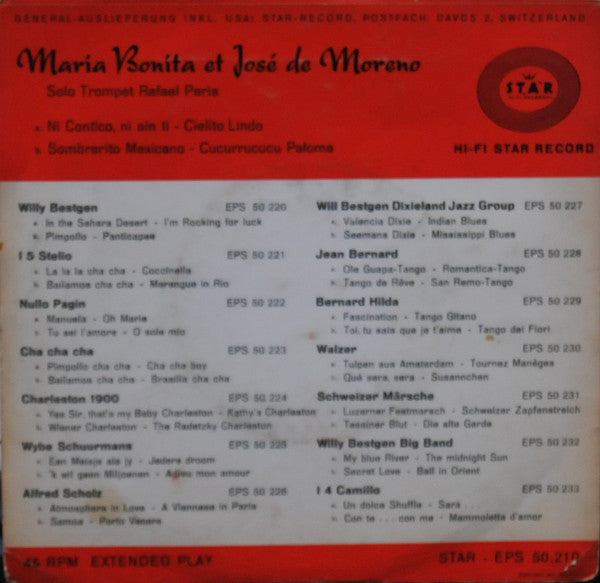 GENERAL-AUSLIEFERUNG INKL. USA: STAR-RECORD, POSTFACH, DAVOS 2, SWITZERLAND
Maria Bonita et José de Moreno
Solo Trompet Rafael Paris
A. Ni Contico, ni sin ti - Cielito Lindo
B. Sombrerito Mexicano - Cucurrucucu Paloma
STAR
HI-FI RECORDS
HI-FI STAR RECORD
Willy Bestgen EPS 50 220
A. In the Sahara Desert - I'm Rocking for luck
B. Pimpollo - Panticapae
I 5 Stelio EPS 50 221
A. La la la cha cha - Coccinella
B. Bailamos cha cha - Merangue in Rio
Nullo Pagin EPS 50 222
A. Manuela - Oh Marie
B. Tu sei l'amore - O sole mio
Cha cha cha EPS 50 223
A. Pimpollo cha cha - Cha cha boy
B. Bailamos cha cha - Brasilia cha cha
Charleston 1900 EPS 50 224
A. Yes Sir, that's my Baby Charleston - Kathy's Charleston
B. Wiener Charleston - The Radetzky Charleston
Wybe Schuurmans EPS 50 225
A. Een Meisje als jy - Jedere droom
B. 'k wil geen Miljoenen - Adieu mon amour
Alfred Scholz EPS 50 226
A. Atmosphere in Love - A Viennese in Paris
B. Samoa - Porto Venere
Will Bestgen Dixieland Jazz Group EPS 50 227
A. Valencia Dixie - Indian Blues
B. Seemans Dixie - Mississippi Blues
Jean Bernard EPS 50 228
A. Ole Guapa-Tango - Romantica-Tango
B. Tango de Rêve - San Remo-Tango
Bernard Hilda EPS 50 229
A. Fascination - Tango Gitano
B. Toi, tu sais que je t'aime - Tango dei Fiori
Walzer EPS 50 230
A. Tulpen aus Amsterdam - Tournez Manèges
B. Qué sera, sera - Susannchen
Schweizer Märsche EPS 50 231
A. Luzerner Festmarsch - Schweizer Zapfenstreich
B. Tessiner Blut - Die alte Garde
Willy Bestgen Big Band EPS 50 232
A. My blue River - The midnight Sun
B. Secret Love - Ball in Orient
I 4 Camillo EPS 50 233
A. Un dolce Shuffle - Sarà . . .
B. Con te . . . con me - Mammoletta d'amor
45 RPM EXTENDED PLAY
STAR - EPS 50.210